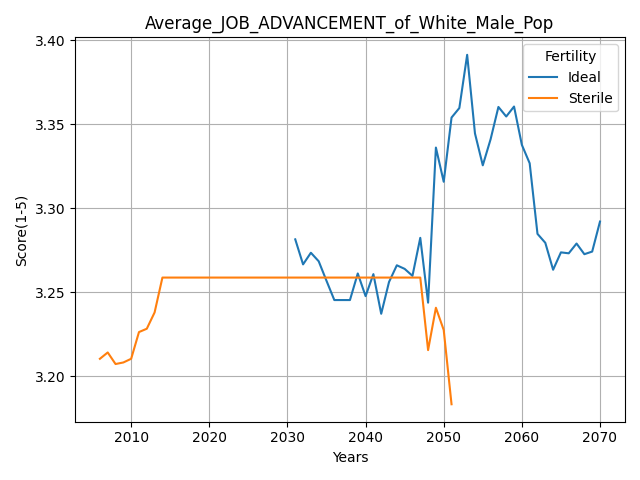 Average_JOB_ADVANCEMENT_of_White_Male_Pop
3.40
3.35
3.30
3.25
3.20
Score(1-5)
Fertility
Ideal
Sterile
2010 2020 2030 2040 2050 2060 2070
Years